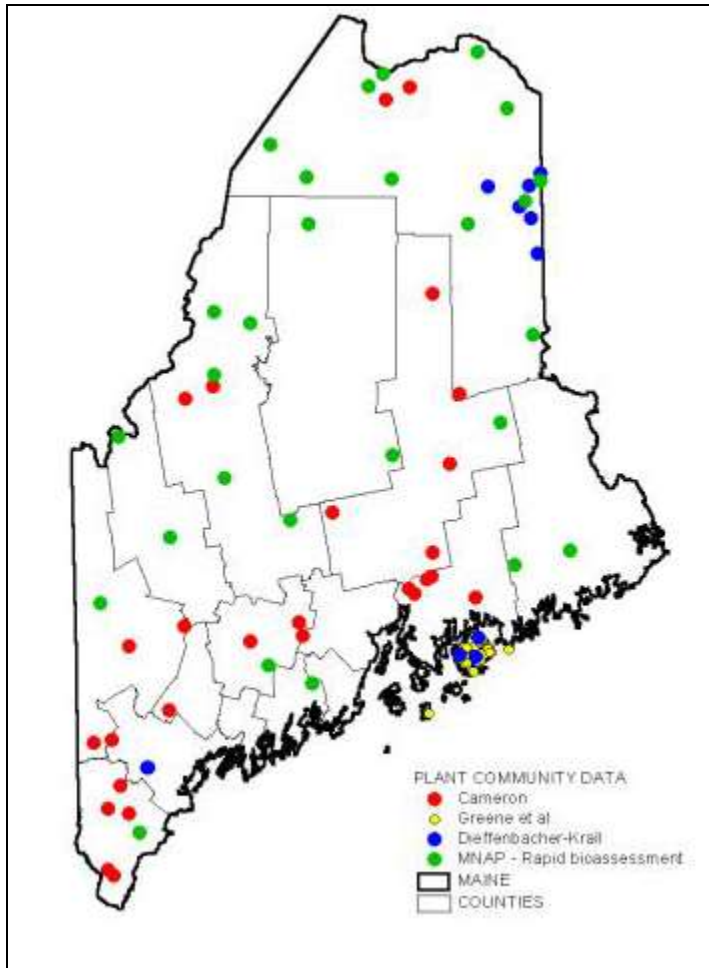 PLANT COMMUNITY DATA
Cameron
Greene et al
Dieffenbacher-Krall
MNAP - Rapid bioassessment
MAINE
COUNTIES